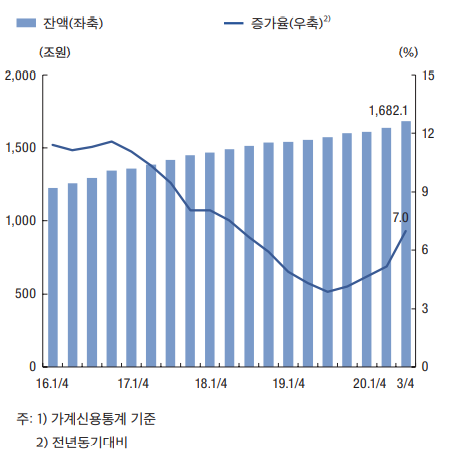 잔액(좌축) 증가율(우축)2)
(조원) (%)
2,000 15
1,682.1
12
1,500
9
7.0
1,000
6
500
3
0 0
16.1/4 17.1/4 18.1/4 19.1/4 20.1/4 3/4
주: 1) 가계신용통계 기준
2) 전년동기대비